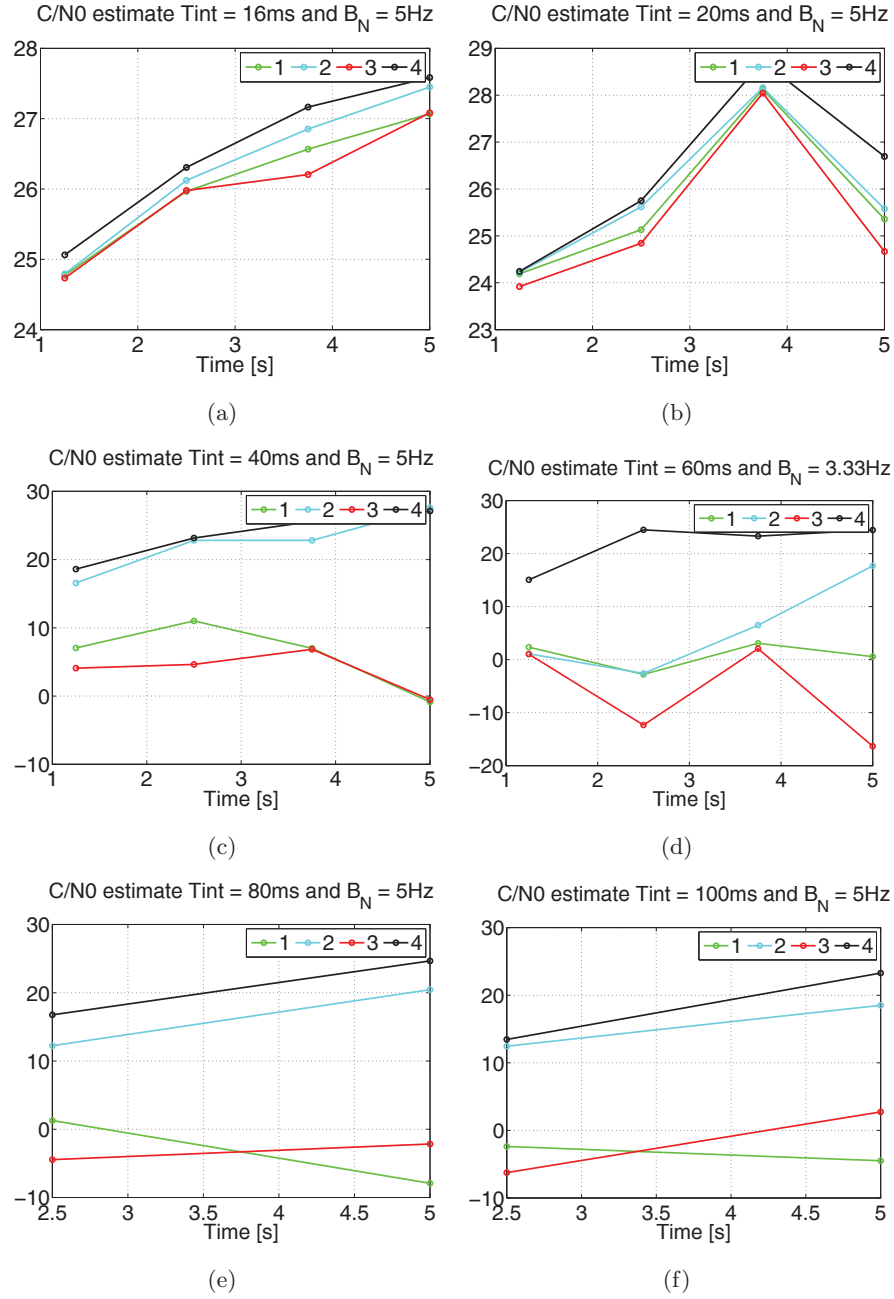 C/N0 estimate Tint = 16ms and B_N = 5Hz
1 2 3 4
28
27
26
25
24
1 2 3 4 5
Time [s]
(a)
C/N0 estimate Tint = 20ms and B_N = 5Hz
1 2 3 4
29
28
27
26
25
24
23
1 2 3 4 5
Time [s]
(b)
C/N0 estimate Tint = 40ms and B_N = 5Hz
1 2 3 4
30
20
10
0
−10
1 2 3 4 5
Time [s]
(c)
C/N0 estimate Tint = 60ms and B_N = 3.33Hz
1 2 3 4
30
20
10
0
−10
−20
1 2 3 4 5
Time [s]
(d)
C/N0 estimate Tint = 80ms and B_N = 5Hz
1 2 3 4
30
20
10
0
−10
2.5 3 3.5 4 4.5 5
Time [s]
(e)
C/N0 estimate Tint = 100ms and B_N = 5Hz
1 2 3 4
30
20
10
0
−10
2.5 3 3.5 4 4.5 5
Time [s]
(f)